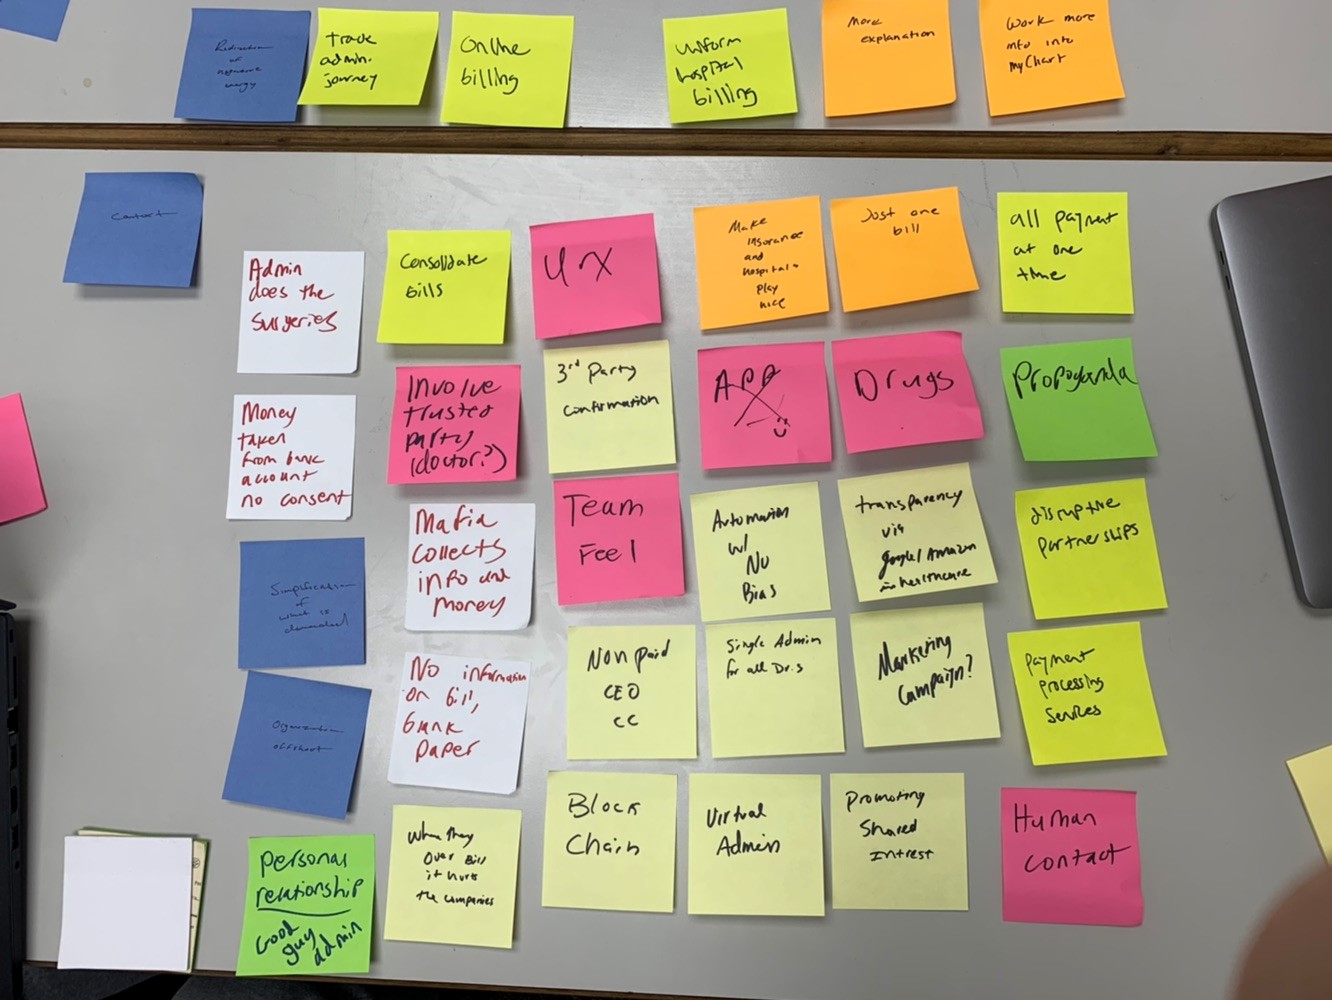 Reduction
of
network
energy
track
admin.
journey
Online
billing
uniform
hospital
billing
More
explanation
Work more
info into
MyChart
Contact
Admin
does the
surgeries
Consolidate
Bills
UX
Make
insurance
and
hospitals
play
nice
Just one
bill
all payment
at one
time
Money
taken
from bank
account
no consent
Involve
trusted
party
(doctor?)
3rd Party
confirmation
APP
Drugs
Propoganda
Mafia
collects
info and
money
Team
Feel
Automation
w/
No
Bias
transparency
via
google/Amazon
in healthcare
disruptive
partnerships
Simplification
of
what is
demanded
No information
on bill,
bank
paper
Non paid
CEO
CC
Single Admin
for all Dr.s
Marketing
Campaign?
payment
processing
services
Organization
offshoot
Personal
relationship
Good
guy
admin
When they
over bill
it hurts
the companies
Block
Chain
Virtual
Admin
Promoting
Shared
Intrest
Human
contact